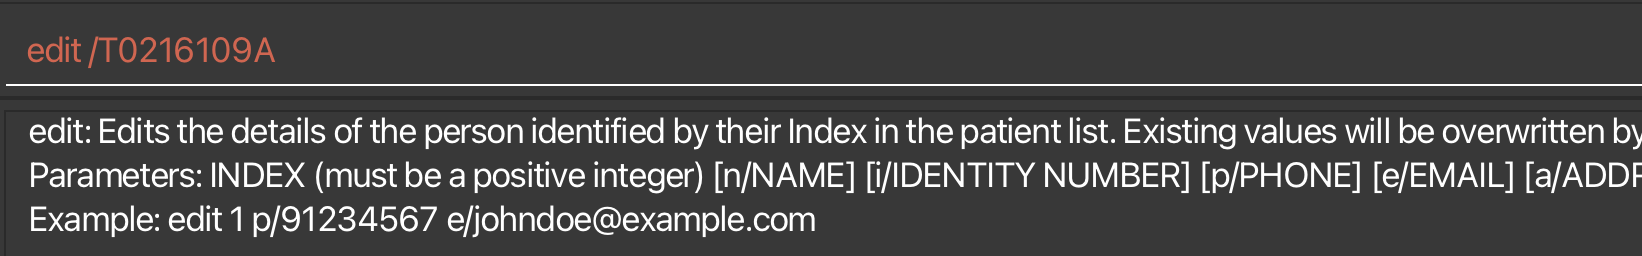 edit /T0216109A
edit: Edits the details of the person identified by their Index in the patient list. Existing values will be overwritten by
Parameters: INDEX (must be a positive integer) [n/NAME] [i/IDENTITY NUMBER] [p/PHONE] [e/EMAIL] [a/ADDR
Example: edit 1 p/91234567 e/johndoe@example.com